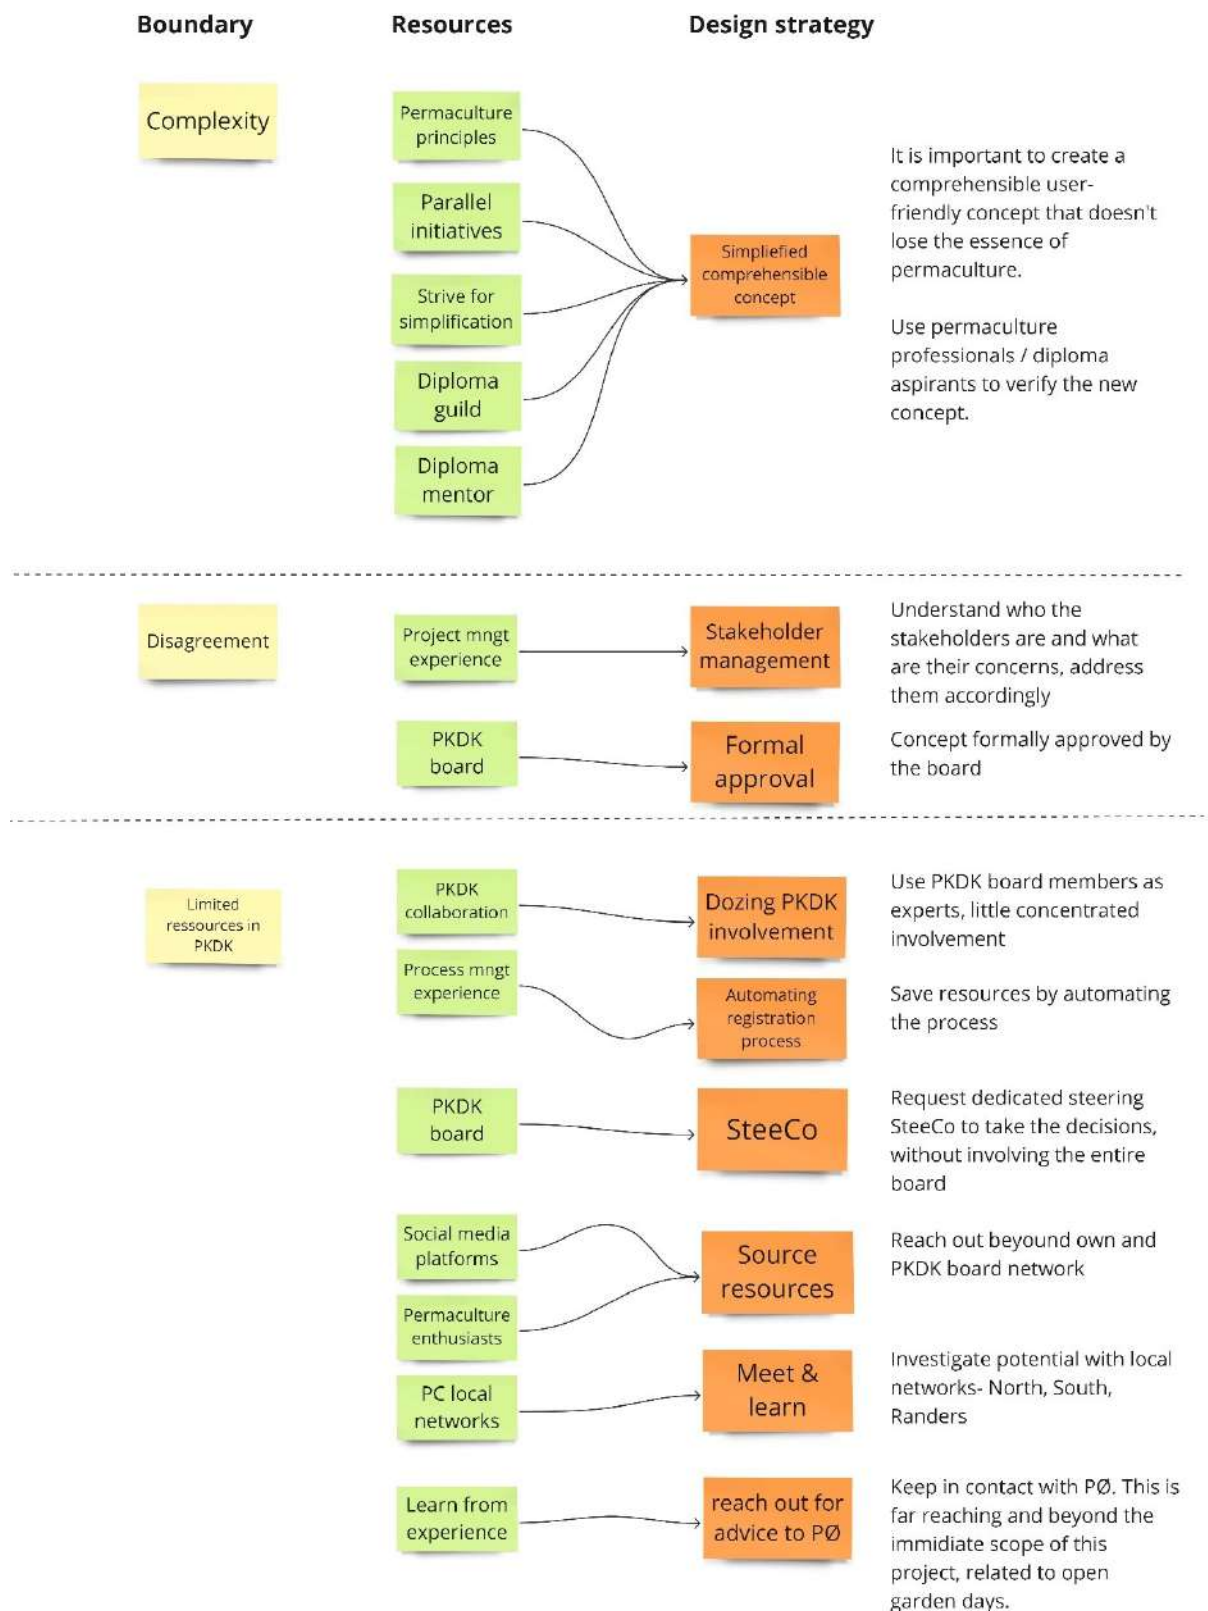 Boundary
Resources
Design strategy
Complexity
Permaculture
principles
Parallel
initiatives
Strive for
simplification
Diploma
guild
Diploma
mentor
Simpliefied
comprehensible
concept
It is important to create a
comprehensible user-
friendly concept that doesn't
lose the essence of
permaculture.
Use permaculture
professionals / diploma
aspirants to verify the new
concept.
Disagreement
Project mngt
experience
Stakeholder
management
Understand who the
stakeholders are and what
are their concerns, address
them accordingly
PKDK
board
Formal
approval
Concept formally approved by
the board
Limited
ressources in
PKDK
PKDK
collaboration
Dozing PKDK
involvement
Use PKDK board members as
experts, little concentrated
involvement
Process mngt
experience
Automating
registration
process
Save resources by automating
the process
PKDK
board
SteeCo
Request dedicated steering
SteeCo to take the decisions,
without involving the entire
board
Social media
platforms
Permaculture
enthusiasts
Source
resources
Reach out beyound own and
PKDK board network
PC local
networks
Meet &
learn
Investigate potential with local
networks- North, South,
Randers
Learn from
experience
reach out for
advice to PØ
Keep in contact with PØ. This is
far reaching and beyond the
immidiate scope of this
project, related to open
garden days.